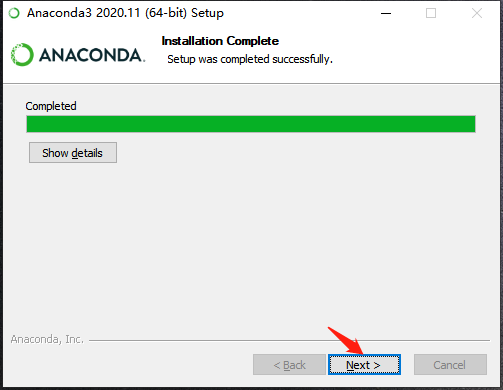 Anaconda3 2020.11 (64-bit) Setup
ANACONDA.
Installation Complete
Setup was completed successfully.
Completed
Show details
Anaconda, Inc.
< Back
Next >
Cancel